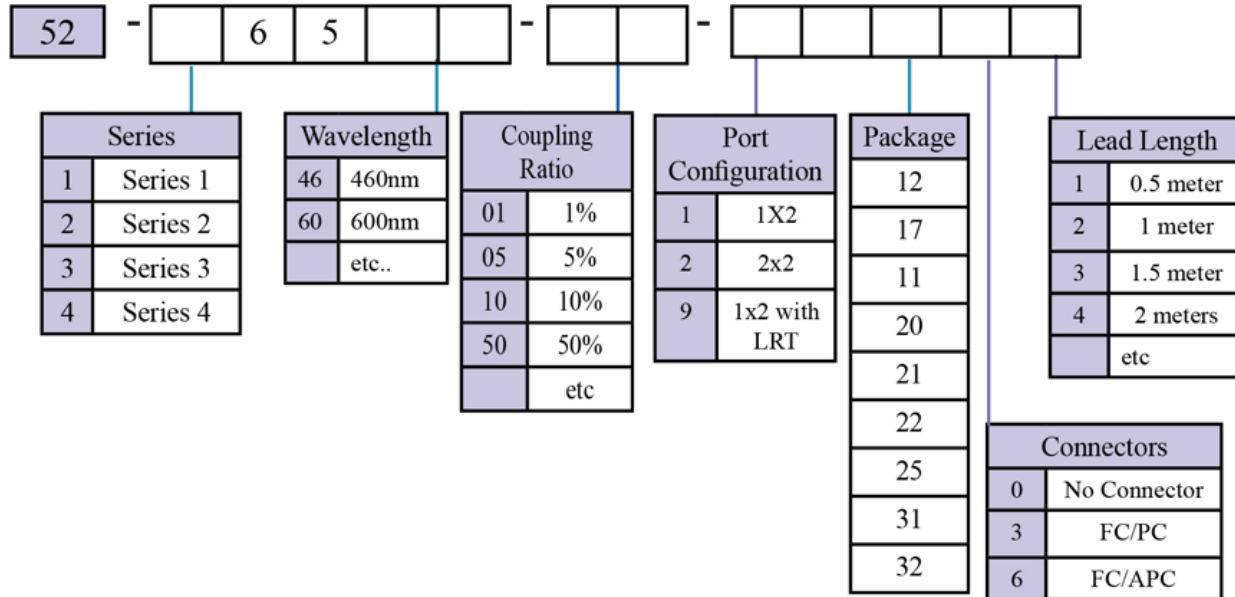 52 - 6 5 - -
Series
1 Series 1
2 Series 2
3 Series 3
4 Series 4
Wavelength
46 460nm
60 600nm
etc..
Coupling
Ratio
01 1%
05 5%
10 10%
50 50%
etc
Port
Configuration
1 1X2
2 2x2
9 1x2 with
LRT
Package
12
17
11
20
21
22
25
31
32
Lead Length
1 0.5 meter
2 1 meter
3 1.5 meter
4 2 meters
etc
Connectors
0 No Connector
3 FC/PC
6 FC/APC